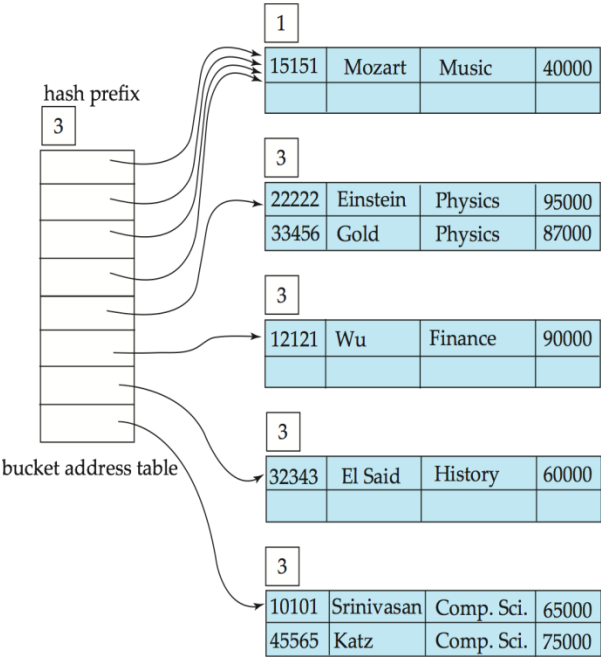 hash prefix
3
bucket address table
1
15151 Mozart Music 40000
3
22222 Einstein Physics 95000
33456 Gold Physics 87000
3
12121 Wu Finance 90000
3
32343 El Said History 60000
3
10101 Srinivasan Comp. Sci. 65000
45565 Katz Comp. Sci. 75000